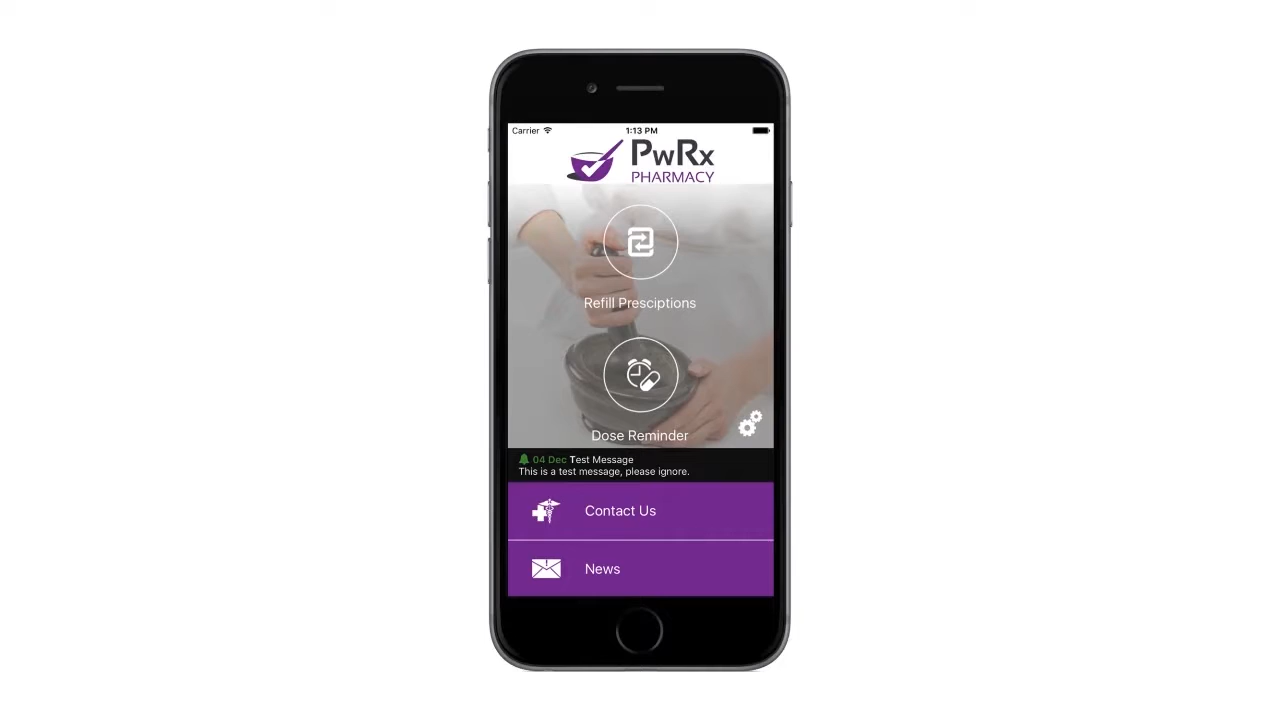 Carrier 1:13 PM
PwRx
PHARMACY
Refill Presciptions
Dose Reminder
04 Dec Test Message
This is a test message, please ignore.
Contact Us
News